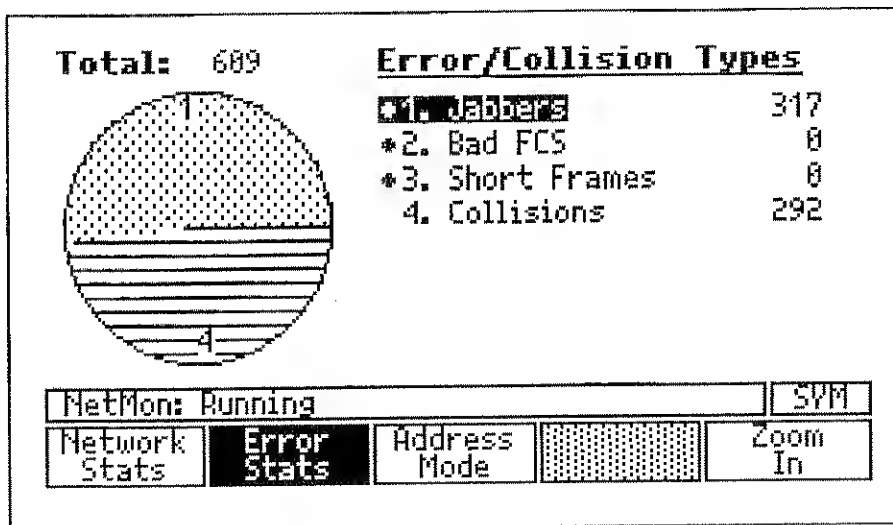 Total: 609
Error/Collision Types
*1. Jabbers 317
*2. Bad FCS 0
*3. Short Frames 0
4. Collisions 292
1
4
NetMon: Running
SYM
Network Stats
Error Stats
Address Mode
Zoom In